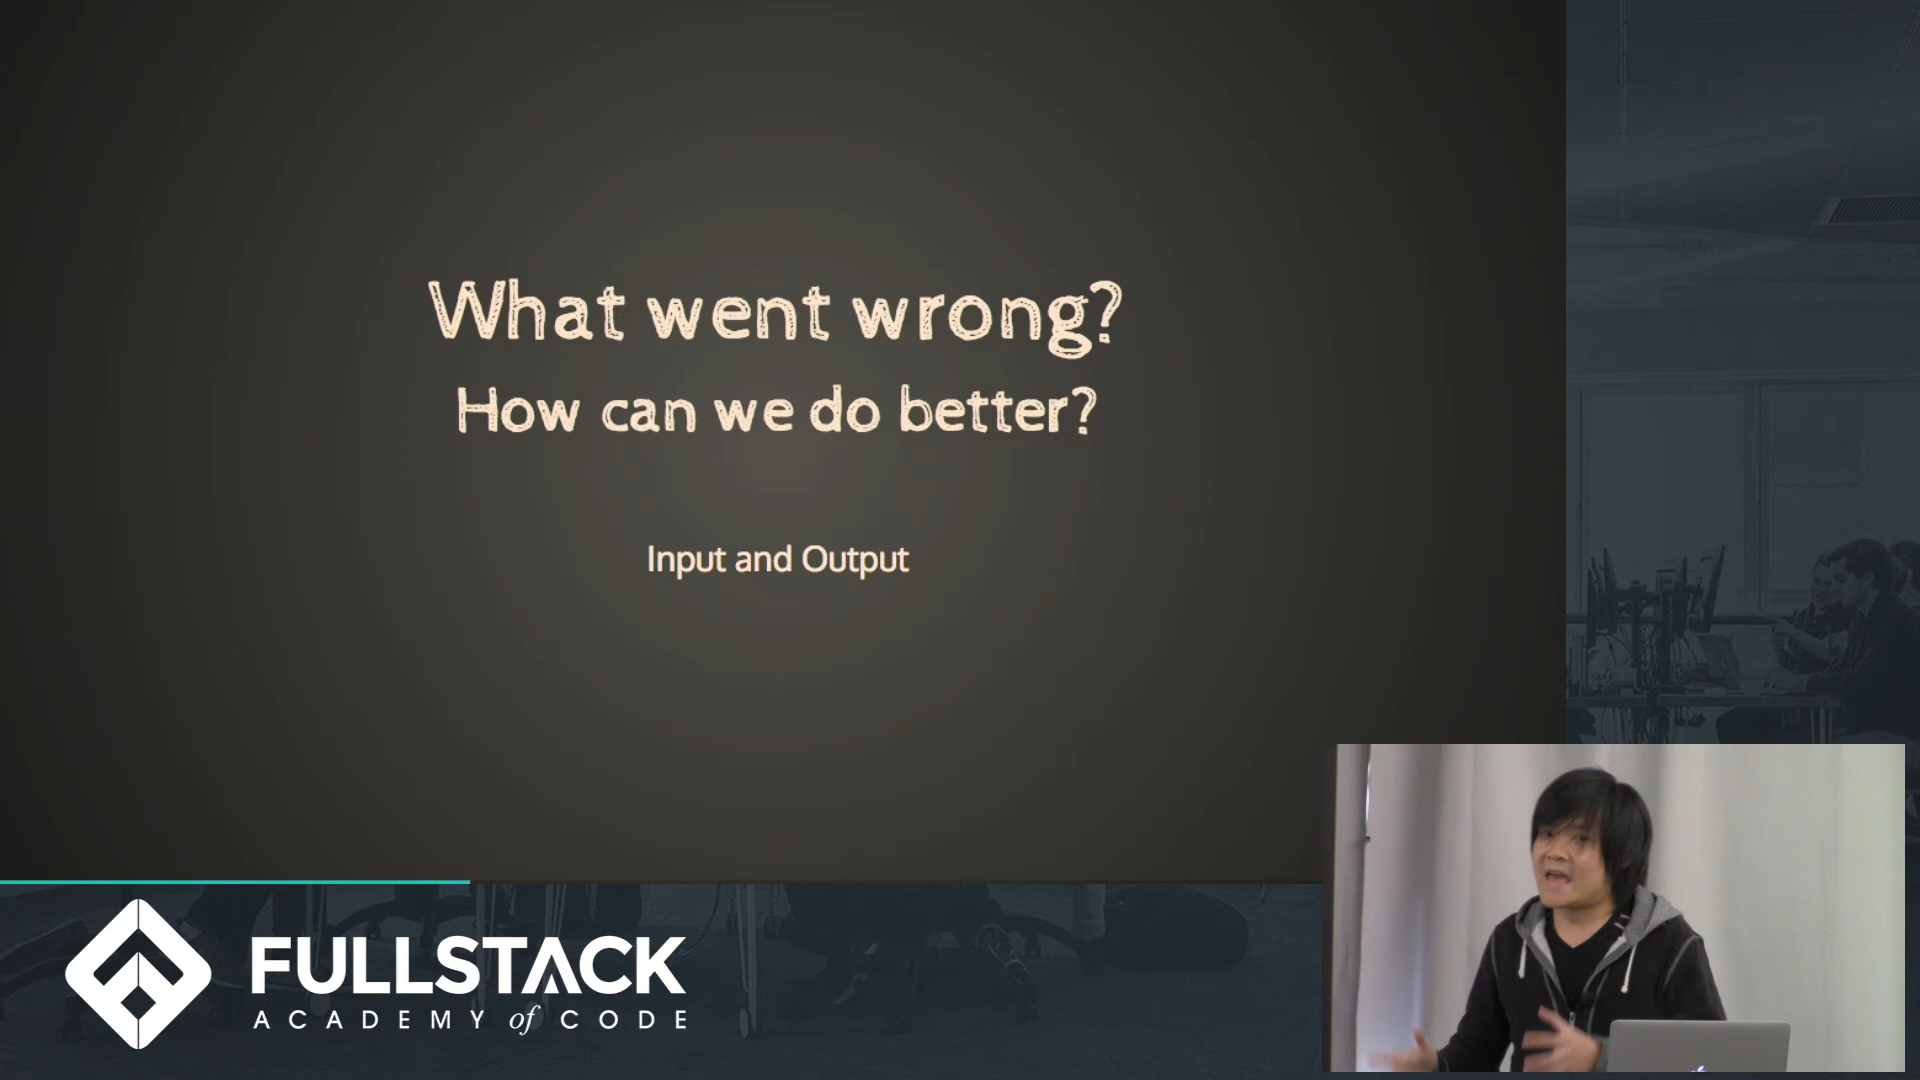 What went wrong?
How can we do better?
Input and Output
FULLSTACK
ACADEMY of CODE